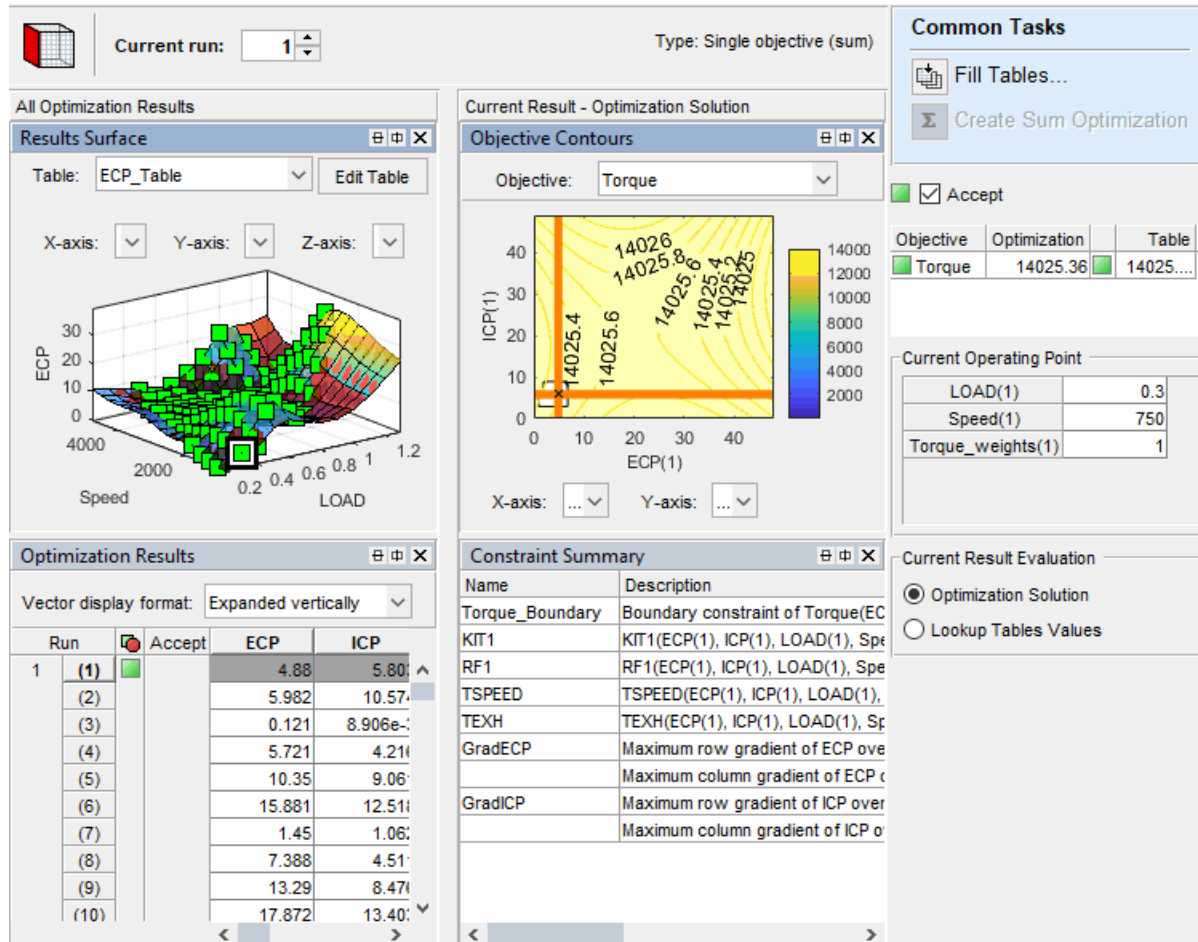 Current run: 1
Type: Single objective (sum)
All Optimization Results
Results Surface
Table: ECP_Table Edit Table
X-axis: Y-axis: Z-axis:
30
20
10
0
ECP
4000
2000
Speed
0.2 0.4 0.6 0.8 1 1.2
LOAD
Optimization Results
Vector display format: Expanded vertically
Run Accept ECP ICP
1 (1) 4.88 5.80
(2) 5.982 10.574
(3) 0.121 8.906e-
(4) 5.721 4.216
(5) 10.35 9.06
(6) 15.881 12.518
(7) 1.45 1.062
(8) 7.388 4.51
(9) 13.29 8.476
(10) 17.872 13.403
Current Result - Optimization Solution
Objective Contours
Objective: Torque
14026
14025.8
14025.6
14025.4
14025.2
14025
14025.4
14025.6
40
30
20
10
0
ICP(1)
0 10 20 30 40
ECP(1)
14000
12000
10000
8000
6000
4000
2000
X-axis: ... Y-axis: ...
Constraint Summary
Name Description
Torque_Boundary Boundary constraint of Torque(EC
KIT1 KIT1(ECP(1), ICP(1), LOAD(1), Spe
RF1 RF1(ECP(1), ICP(1), LOAD(1), Spe
TSPEED TSPEED(ECP(1), ICP(1), LOAD(1),
TEXH TEXH(ECP(1), ICP(1), LOAD(1), Sp
GradECP Maximum row gradient of ECP ove
Maximum column gradient of ECP o
GradICP Maximum row gradient of ICP over
Maximum column gradient of ICP o
Common Tasks
Fill Tables...
Σ Create Sum Optimization
Accept
Objective Optimization Table
Torque 14025.36 14025....
Current Operating Point
LOAD(1) 0.3
Speed(1) 750
Torque_weights(1) 1
Current Result Evaluation
Optimization Solution
Lookup Tables Values